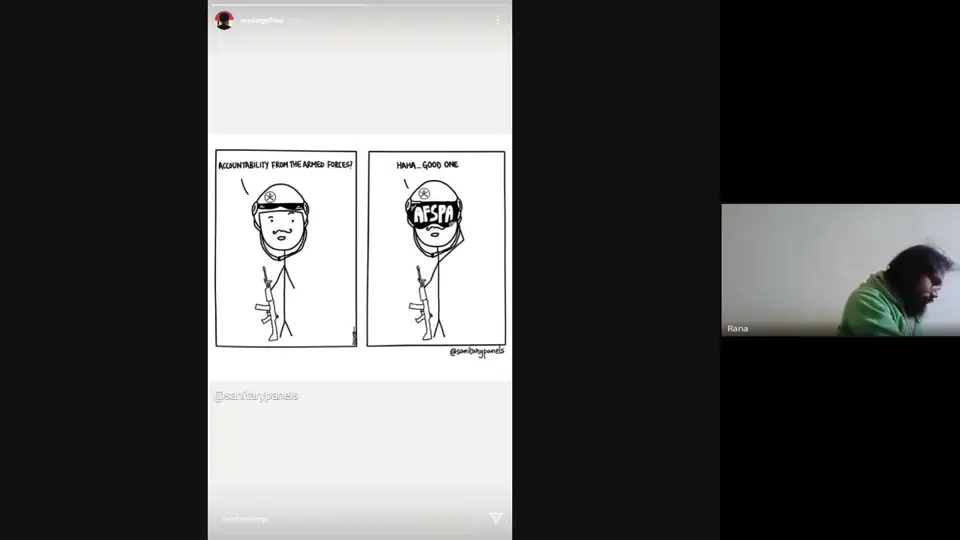 ACCOUNTABILITY FROM THE ARMED FORCES?
HAHA... GOOD ONE
AFSPA
@sanitarypanels
@sanitarypanels
Rana